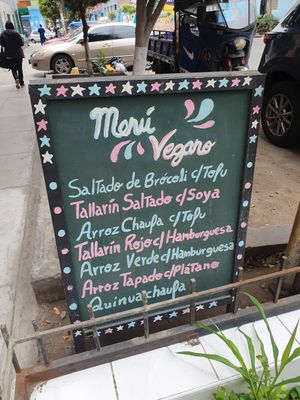 Menú
Vegano
Saltado de Brócoli c/Tofu
Tallarín Saltado c/Soya
Arroz Chaufa c/Tofu
Tallarín Rojo c/Hamburguesa
Arroz Verde c/Hamburguesa
Arroz Tapado c/Plátano
Quinua chaufa